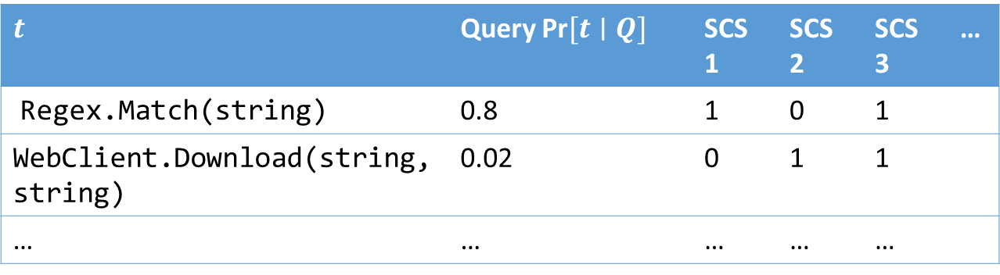 t Query Pr[t | Q] SCS 1 SCS 2 SCS 3 …
Regex.Match(string) 0.8 1 0 1
WebClient.Download(string, string) 0.02 0 1 1
… … … … …